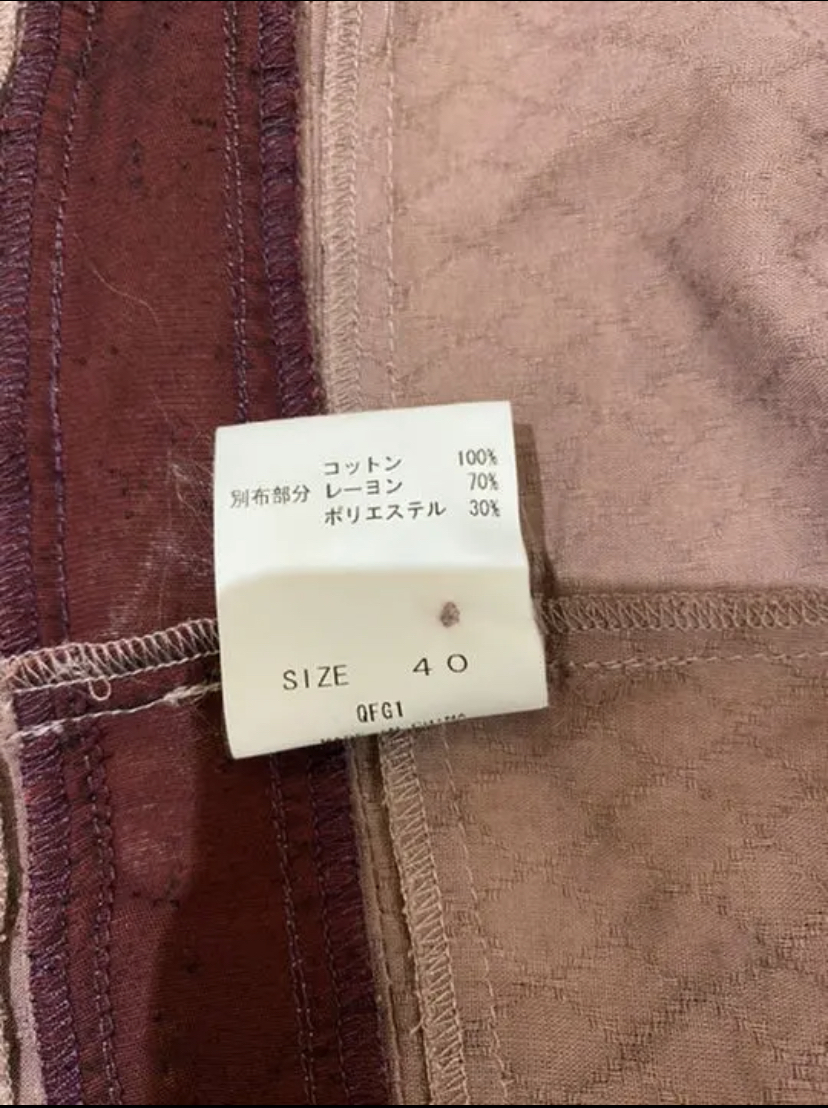 コットン 100%
別布部分 レーヨン 70%
ポリエステル 30%
SIZE 40
QFG1